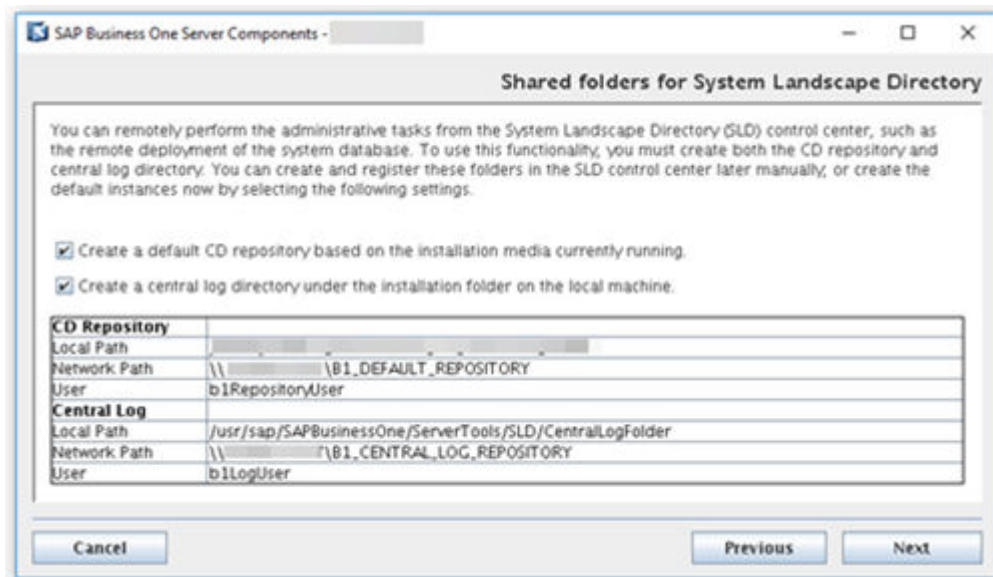 SAP Business One Server Components -
Shared folders for System Landscape Directory
You can remotely perform the administrative tasks from the System Landscape Directory (SLD) control center, such as
the remote deployment of the system database. To use this functionality, you must create both the CD repository and
central log directory. You can create and register these folders in the SLD control center later manually, or create the
default instances now by selecting the following settings.
Create a default CD repository based on the installation media currently running.
Create a central log directory under the installation folder on the local machine.
CD Repository
Local Path
Network Path \\ \B1_DEFAULT_REPOSITORY
User b1RepositoryUser
Central Log
Local Path /usr/sap/SAPBusinessOne/ServerTools/SLD/CentralLogFolder
Network Path \\ \B1_CENTRAL_LOG_REPOSITORY
User b1LogUser
Cancel Previous Next